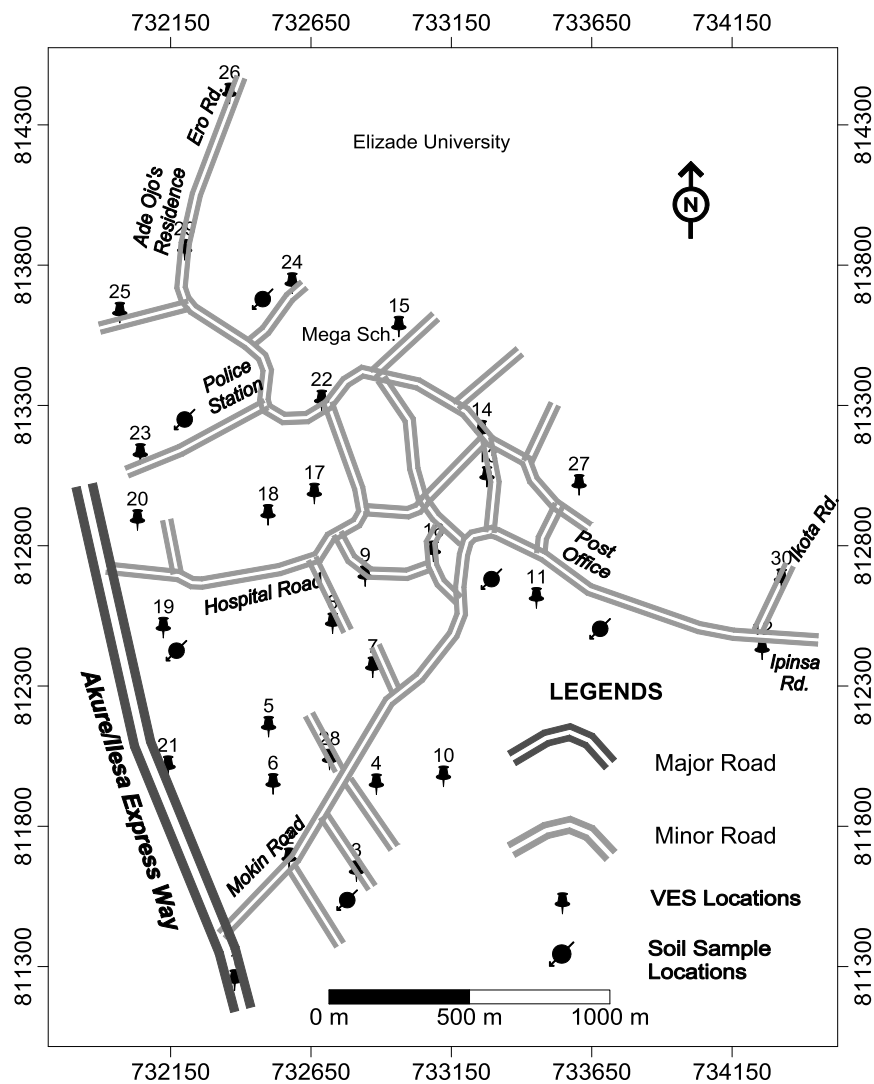 732150 732650 733150 733650 734150
26
814300
814300
Ero Rd.
Elizade University
N
Ade Ojo's
Residence
29
813800
813800
24
25
15
Mega Sch.
Police
Station
22
813300
813300
14
23
27
17
18
20
Ikota Rd.
812800
812800
Post
Office
30
9
11
Hospital Road
19
8
7
Ipinsa
Rd.
812300
812300
LEGENDS
Akure/Ilesa Express Way
5
28
21
6
4
10
Major Road
811800
811800
Minor Road
Mokin Road
3
VES Locations
Soil Sample
Locations
811300
811300
0 m 500 m 1000 m
732150 732650 733150 733650 734150